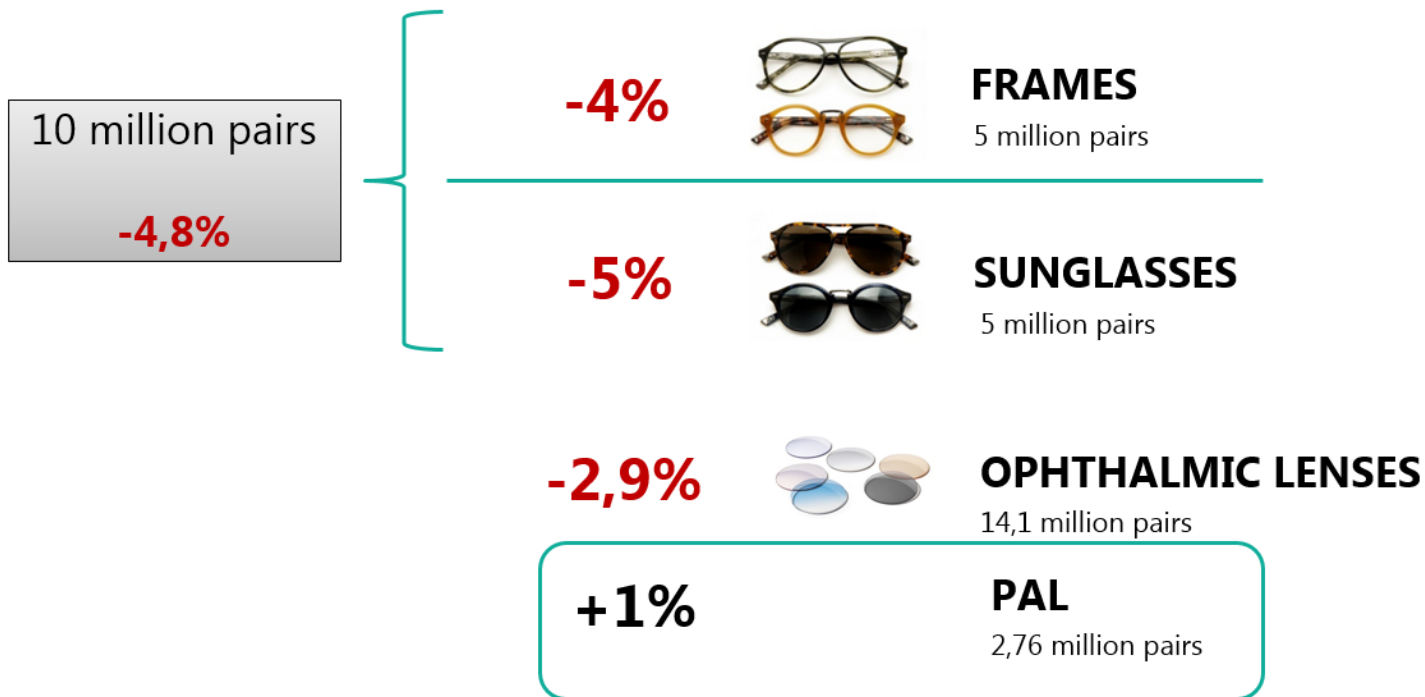 10 million pairs
-4,8%
-4%
FRAMES
5 million pairs
-5%
SUNGLASSES
5 million pairs
-2,9%
OPHTHALMIC LENSES
14,1 million pairs
+1%
PAL
2,76 million pairs